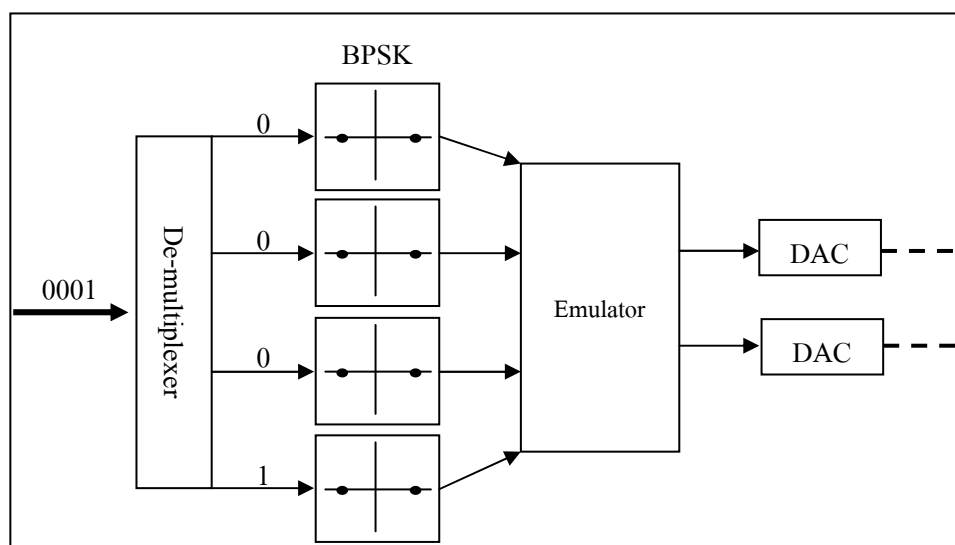 BPSK
0
0
0
1
0001
De-multiplexer
Emulator
DAC
DAC